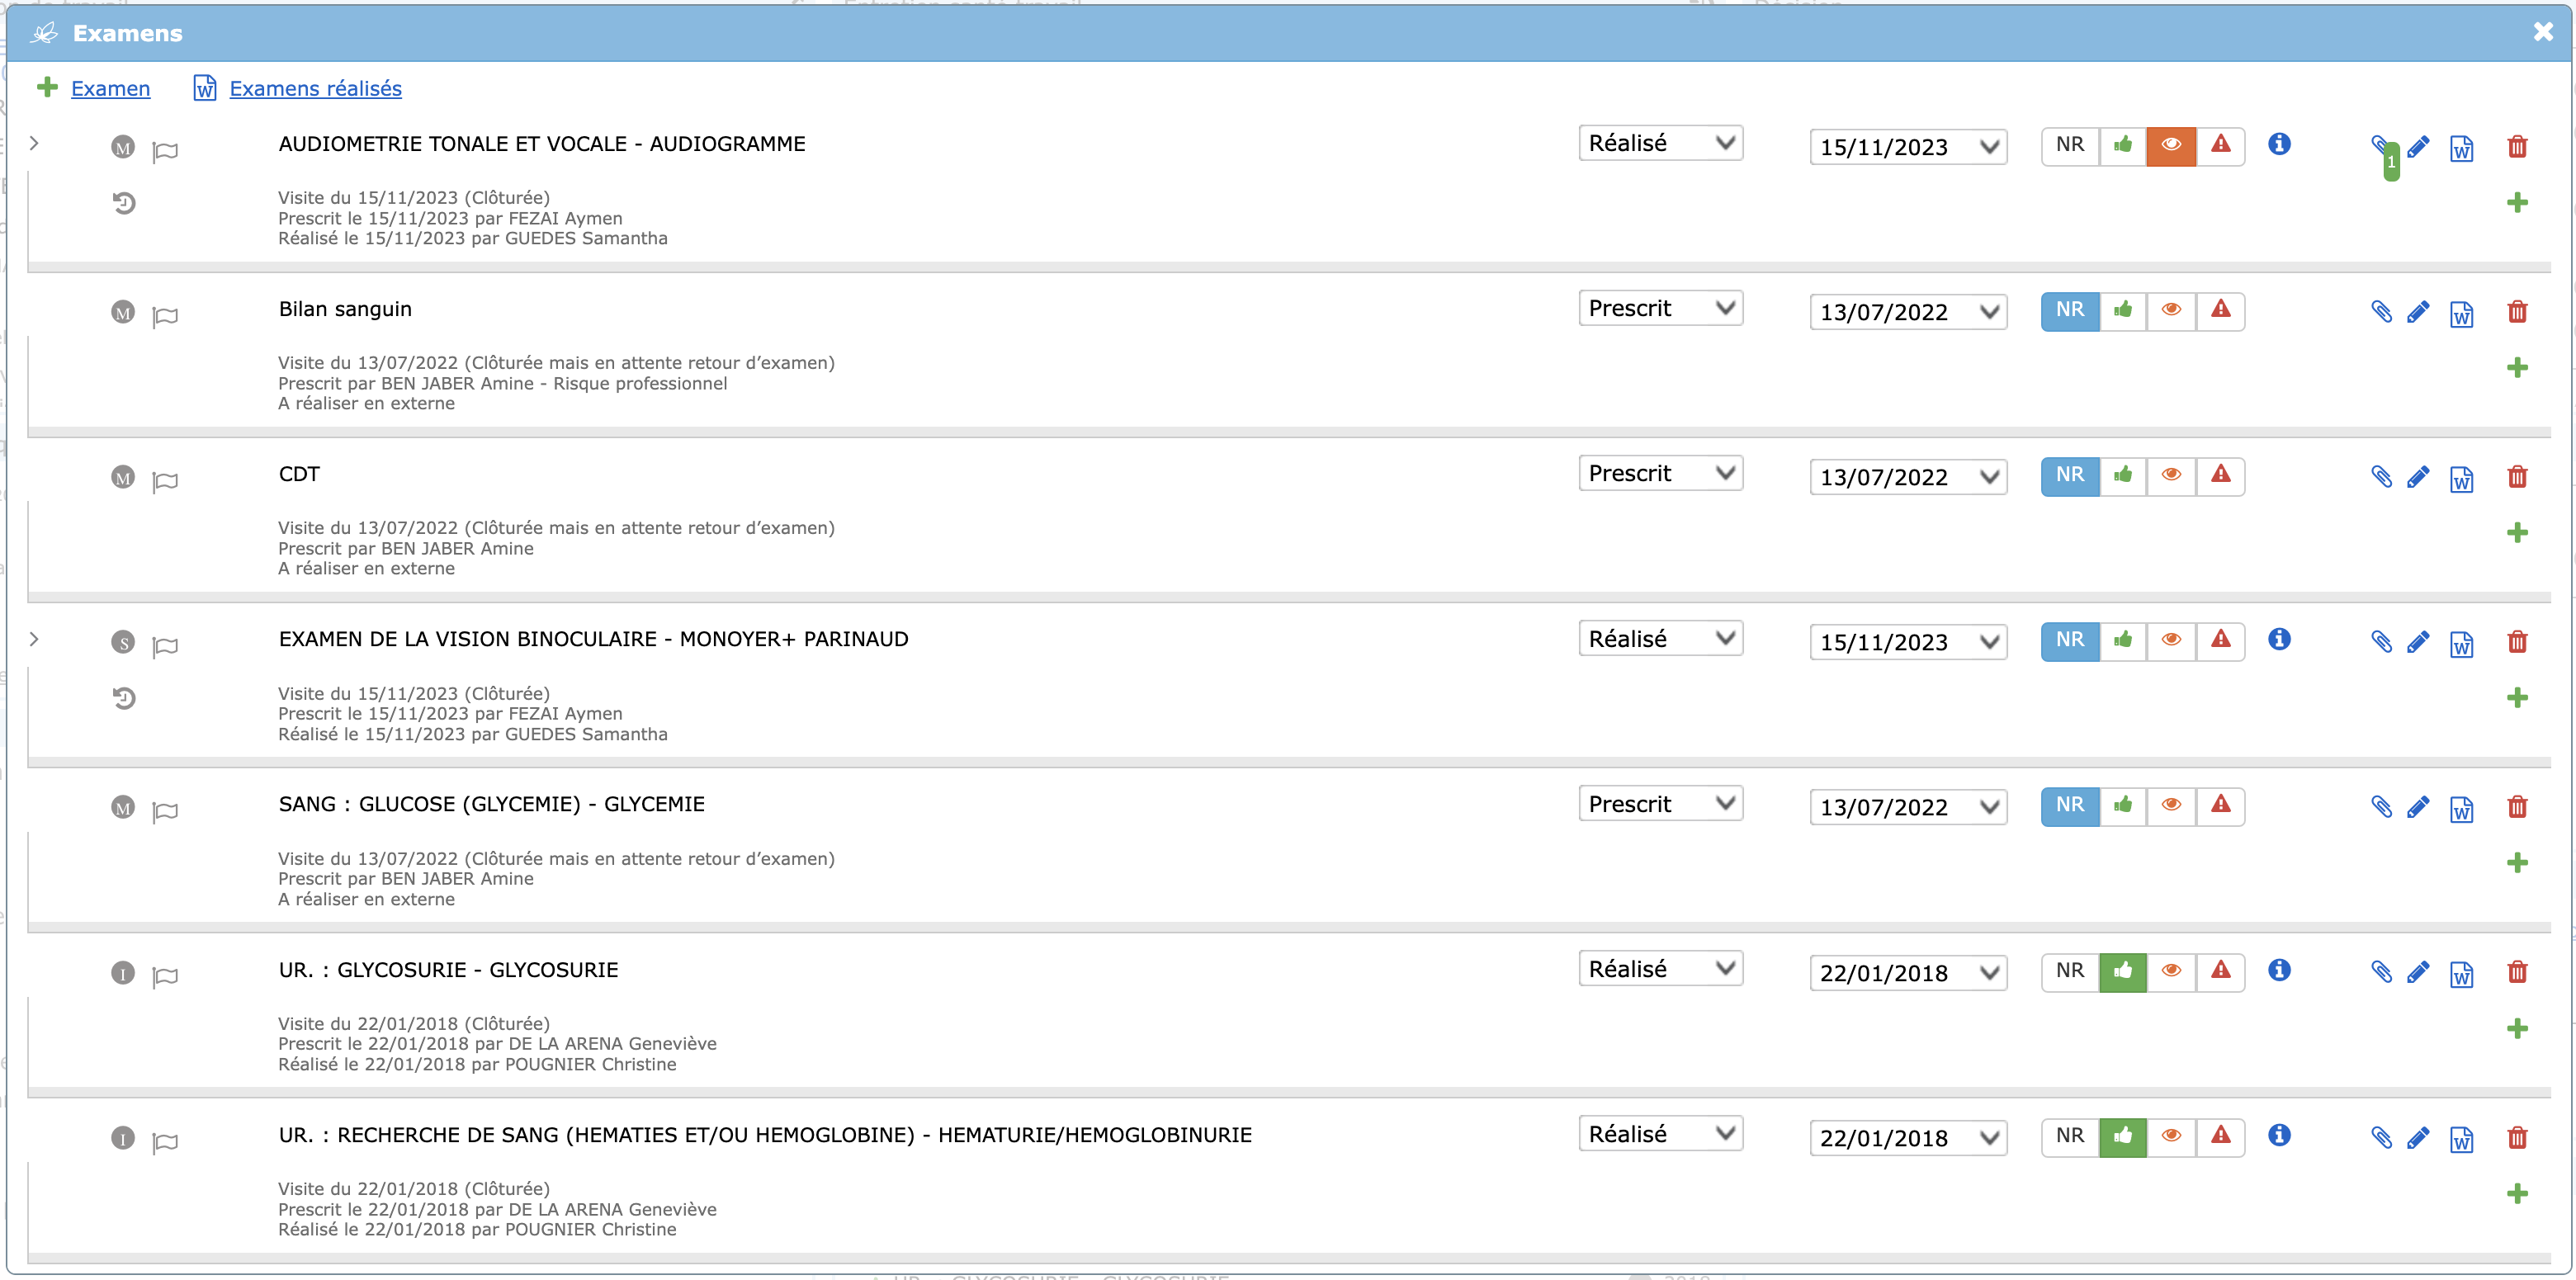 Examens
Examen Examens réalisés
M AUDIOMETRIE TONALE ET VOCALE - AUDIOGRAMME Réalisé 15/11/2023 NR 1
Visite du 15/11/2023 (Clôturée)
Prescrit le 15/11/2023 par FEZAI Aymen
Réalisé le 15/11/2023 par GUEDES Samantha
M Bilan sanguin Prescrit 13/07/2022 NR
Visite du 13/07/2022 (Clôturée mais en attente retour d’examen)
Prescrit par BEN JABER Amine - Risque professionnel
A réaliser en externe
M CDT Prescrit 13/07/2022 NR
Visite du 13/07/2022 (Clôturée mais en attente retour d’examen)
Prescrit par BEN JABER Amine
A réaliser en externe
S EXAMEN DE LA VISION BINOCULAIRE - MONOYER+ PARINAUD Réalisé 15/11/2023 NR
Visite du 15/11/2023 (Clôturée)
Prescrit le 15/11/2023 par FEZAI Aymen
Réalisé le 15/11/2023 par GUEDES Samantha
M SANG : GLUCOSE (GLYCEMIE) - GLYCEMIE Prescrit 13/07/2022 NR
Visite du 13/07/2022 (Clôturée mais en attente retour d’examen)
Prescrit par BEN JABER Amine
A réaliser en externe
I UR. : GLYCOSURIE - GLYCOSURIE Réalisé 22/01/2018 NR
Visite du 22/01/2018 (Clôturée)
Prescrit le 22/01/2018 par DE LA ARENA Geneviève
Réalisé le 22/01/2018 par POUGNIER Christine
I UR. : RECHERCHE DE SANG (HEMATIES ET/OU HEMOGLOBINE) - HEMATURIE/HEMOGLOBINURIE Réalisé 22/01/2018 NR
Visite du 22/01/2018 (Clôturée)
Prescrit le 22/01/2018 par DE LA ARENA Geneviève
Réalisé le 22/01/2018 par POUGNIER Christine